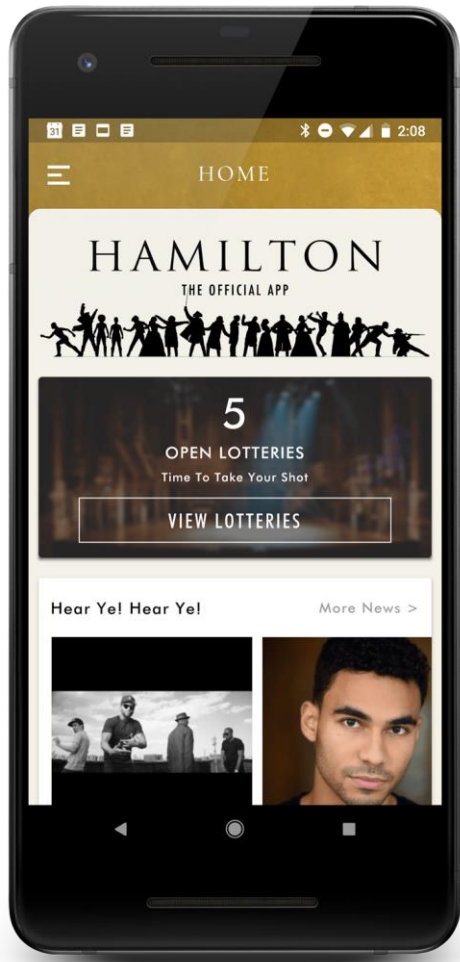 31
2:08
HOME
HAMILTON
THE OFFICIAL APP
5
OPEN LOTTERIES
Time To Take Your Shot
VIEW LOTTERIES
Hear Ye! Hear Ye!
More News >